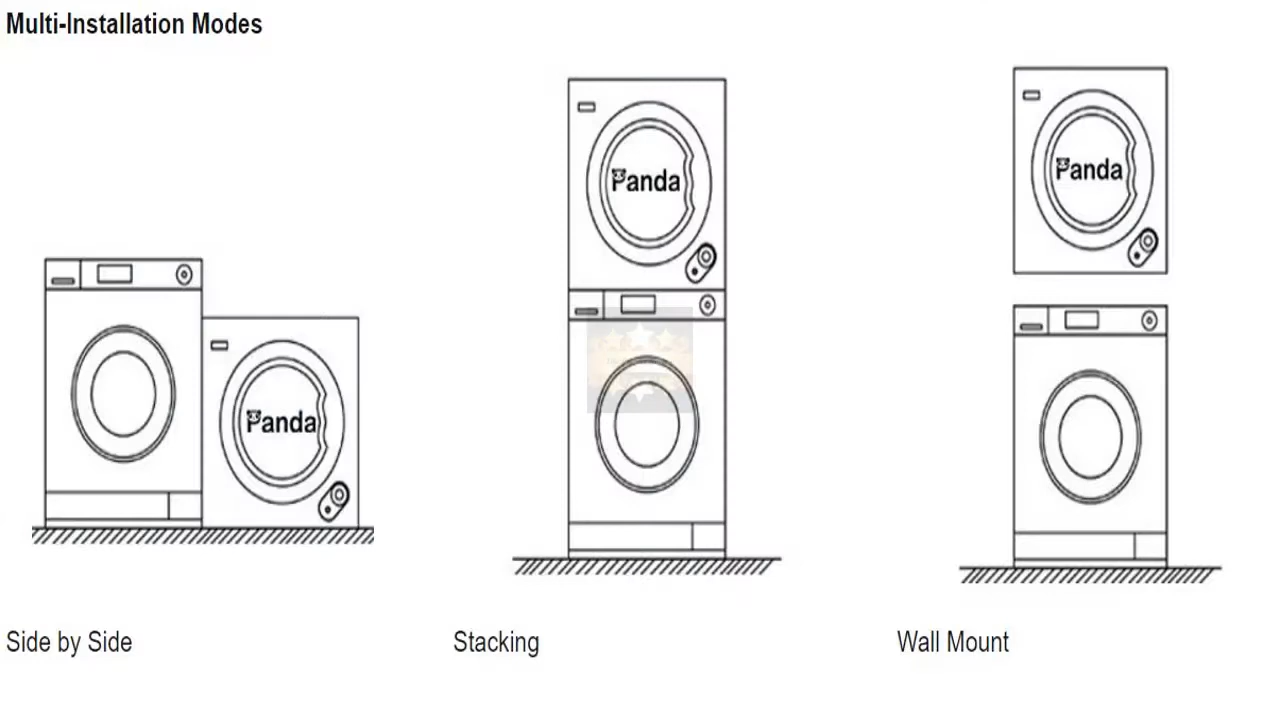 Multi-Installation Modes
Panda
Panda
Panda
Side by Side
Stacking
Wall Mount